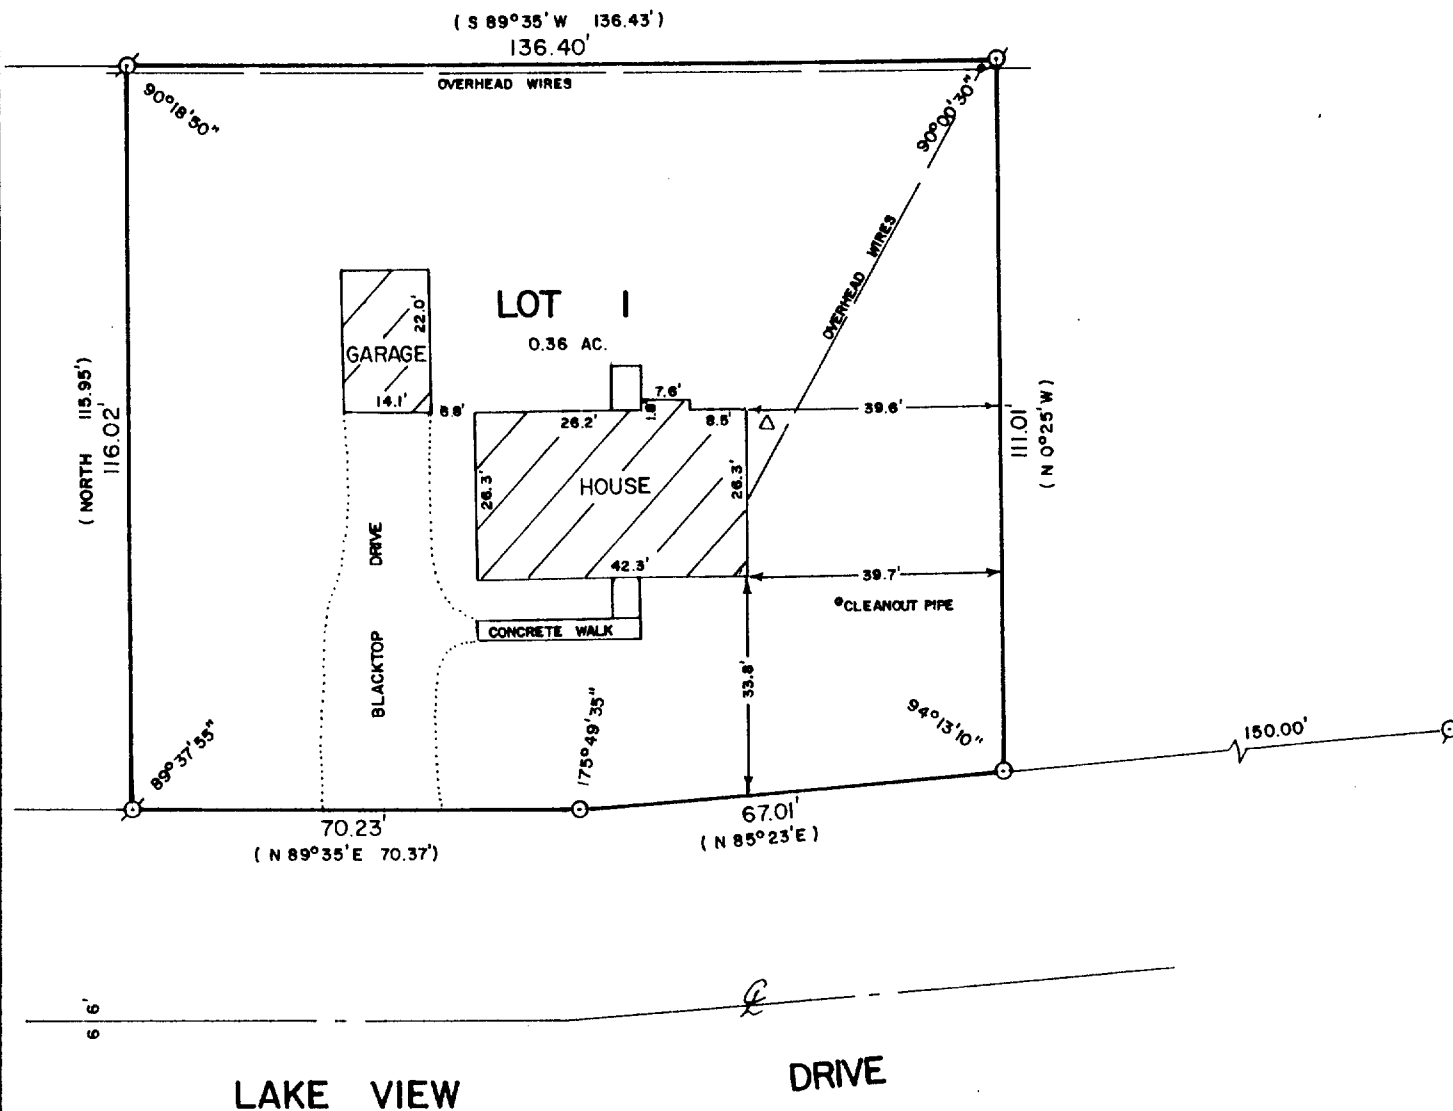 ( S 89°35' W 136.43')
136.40'
OVERHEAD WIRES
90°18'50"
90°00'30"
OVERHEAD WIRES
LOT 1
0.36 AC.
22.0'
GARAGE
14.1'
6.8'
7.6'
1.8'
26.2'
8.5'
39.6'
( NORTH 115.95')
116.02'
111.01'
( N 0°25' W )
26.3'
HOUSE
26.3'
42.3'
39.7'
CLEANOUT PIPE
BLACKTOP DRIVE
CONCRETE WALK
33.8'
89°37'55"
175°49'35"
94°13'10"
150.00'
70.23'
( N 89°35'E 70.37')
67.01'
( N 85°23'E )
℄
66'
LAKE VIEW DRIVE